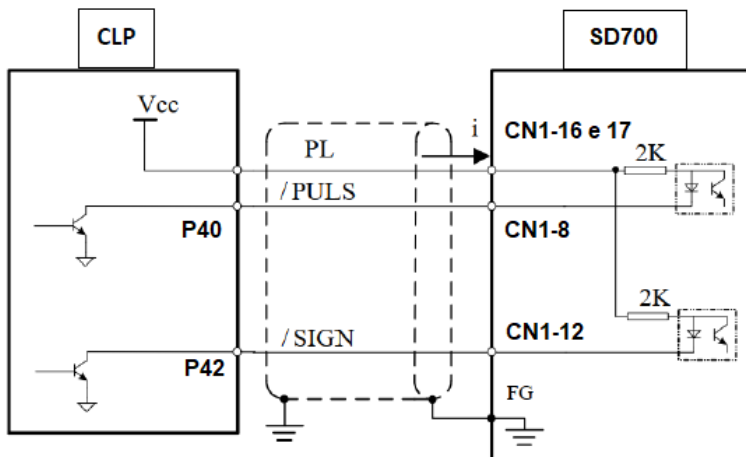 CLP
SD700
Vcc
i
CN1-16 e 17
PL
2K
/PULS
P40
CN1-8
2K
/SIGN
CN1-12
P42
FG